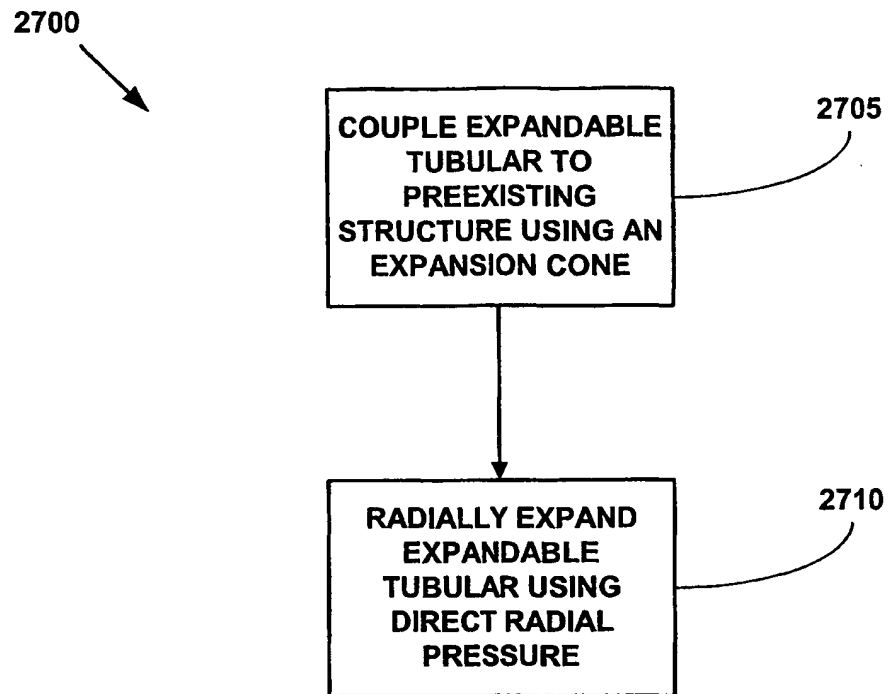 2700
COUPLE EXPANDABLE
TUBULAR TO
PREEXISTING
STRUCTURE USING AN
EXPANSION CONE
2705
RADIALLY EXPAND
EXPANDABLE
TUBULAR USING
DIRECT RADIAL
PRESSURE
2710